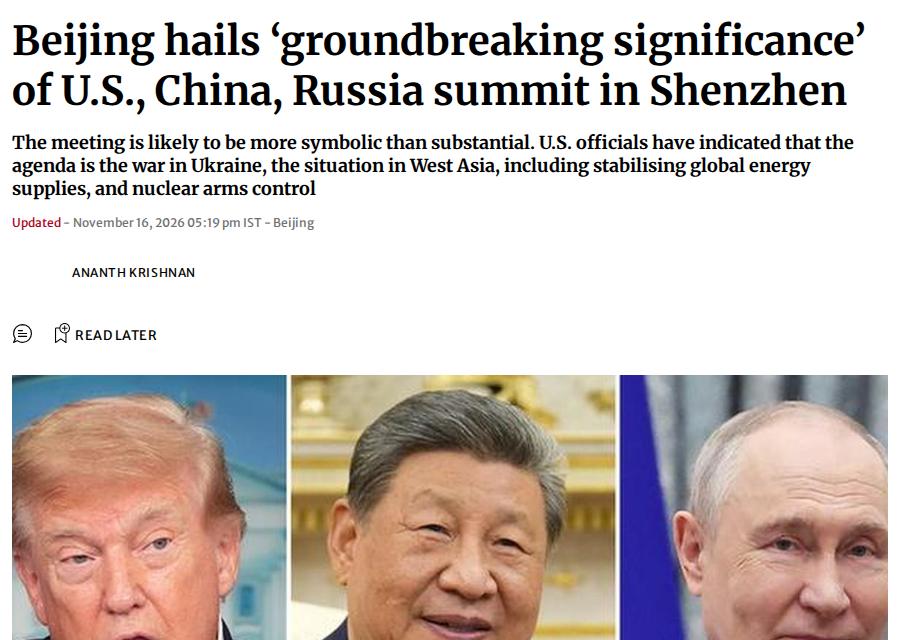 Beijing hails ‘groundbreaking significance’
of U.S., China, Russia summit in Shenzhen
The meeting is likely to be more symbolic than substantial. U.S. officials have indicated that the
agenda is the war in Ukraine, the situation in West Asia, including stabilising global energy
supplies, and nuclear arms control
Updated - November 16, 2026 05:19 pm IST - Beijing
ANANTH KRISHNAN
READ LATER